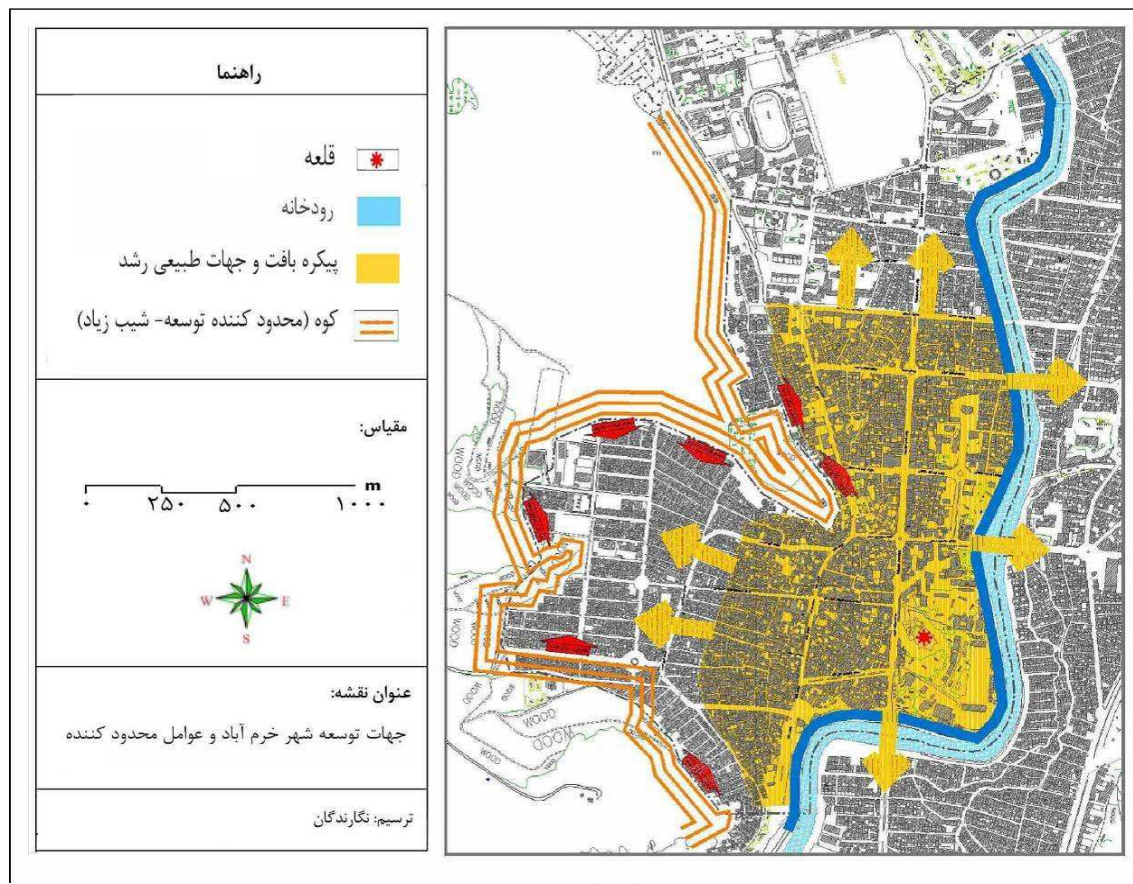 راهنما
قلعه
رودخانه
پیکره بافت و جهات طبیعی رشد
کوه (محدود کننده توسعه- شیب زیاد)
مقیاس:
m
۰ ۲۵۰ ۵۰۰ ۱۰۰۰
N
W E
S
عنوان نقشه:
جهات توسعه شهر خرم آباد و عوامل محدود کننده
ترسیم: نگارندگان
WOOD
WOOD
WOOD
WOOD